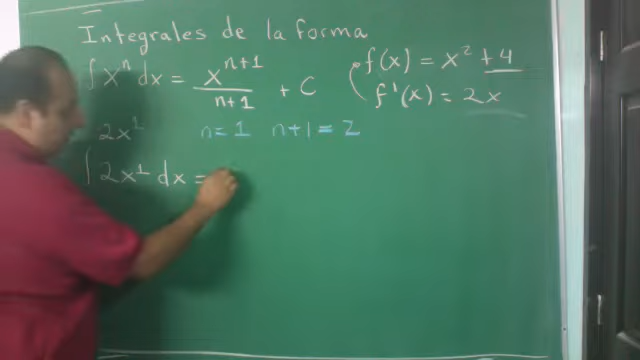 Integrales de la forma
∫xⁿ dx = xⁿ⁺¹/n+1 + C
f(x) = x² + 4
f'(x) = 2x
2x¹ n = 1 n+1 = 2
∫2x¹ dx =